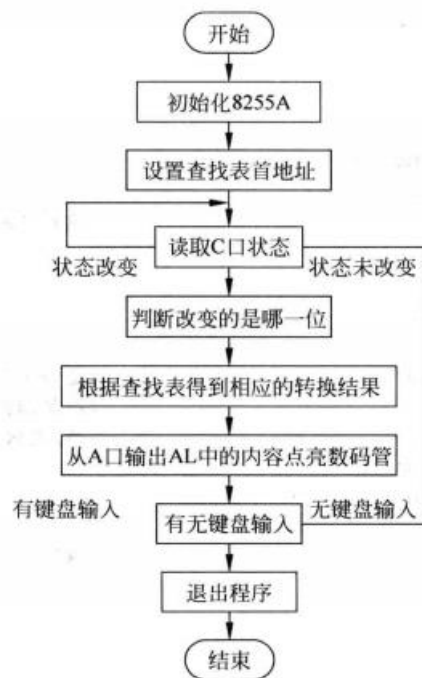 开始
初始化8255A
设置查找表首地址
读取C口状态
状态改变
状态未改变
判断改变的是哪一位
根据查找表得到相应的转换结果
从A口输出AL中的内容点亮数码管
有键盘输入
有无键盘输入
无键盘输入
退出程序
结束